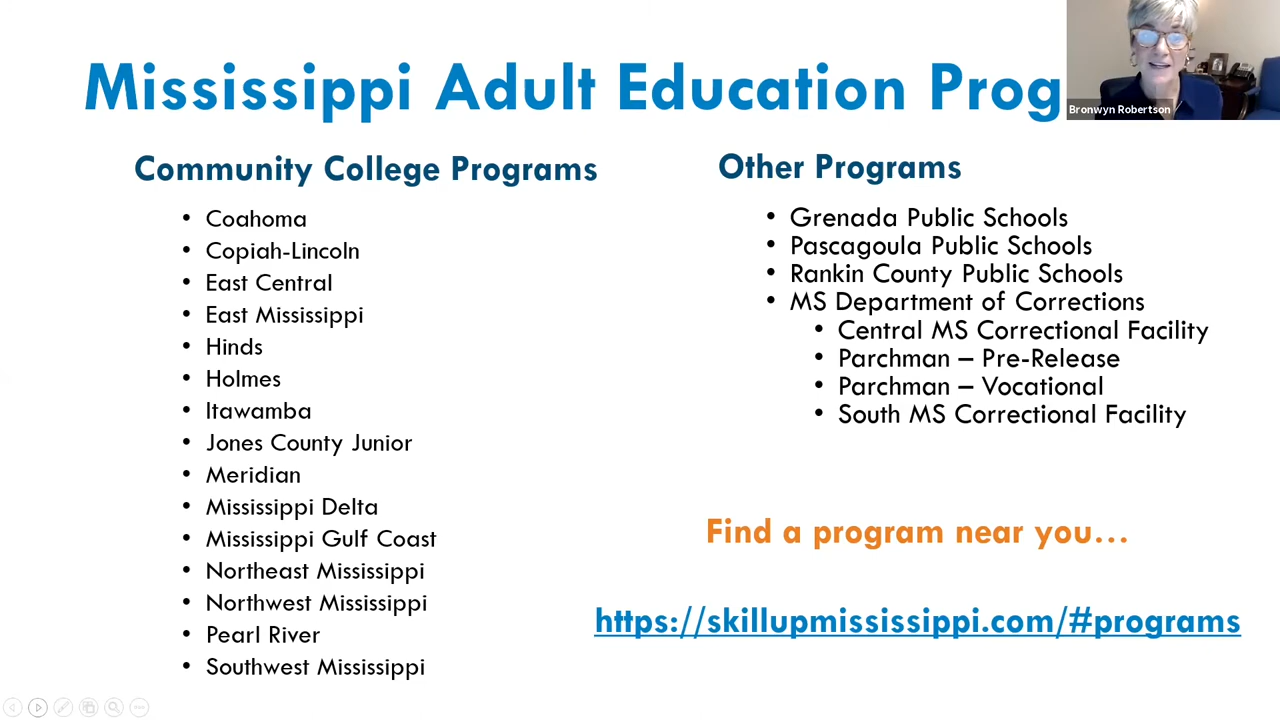 Mississippi Adult Education Prog
Bronwyn Robertson
Community College Programs
• Coahoma
• Copiah-Lincoln
• East Central
• East Mississippi
• Hinds
• Holmes
• Itawamba
• Jones County Junior
• Meridian
• Mississippi Delta
• Mississippi Gulf Coast
• Northeast Mississippi
• Northwest Mississippi
• Pearl River
• Southwest Mississippi
Other Programs
• Grenada Public Schools
• Pascagoula Public Schools
• Rankin County Public Schools
• MS Department of Corrections
• Central MS Correctional Facility
• Parchman – Pre-Release
• Parchman – Vocational
• South MS Correctional Facility
Find a program near you...
https://skillupmississippi.com/#programs